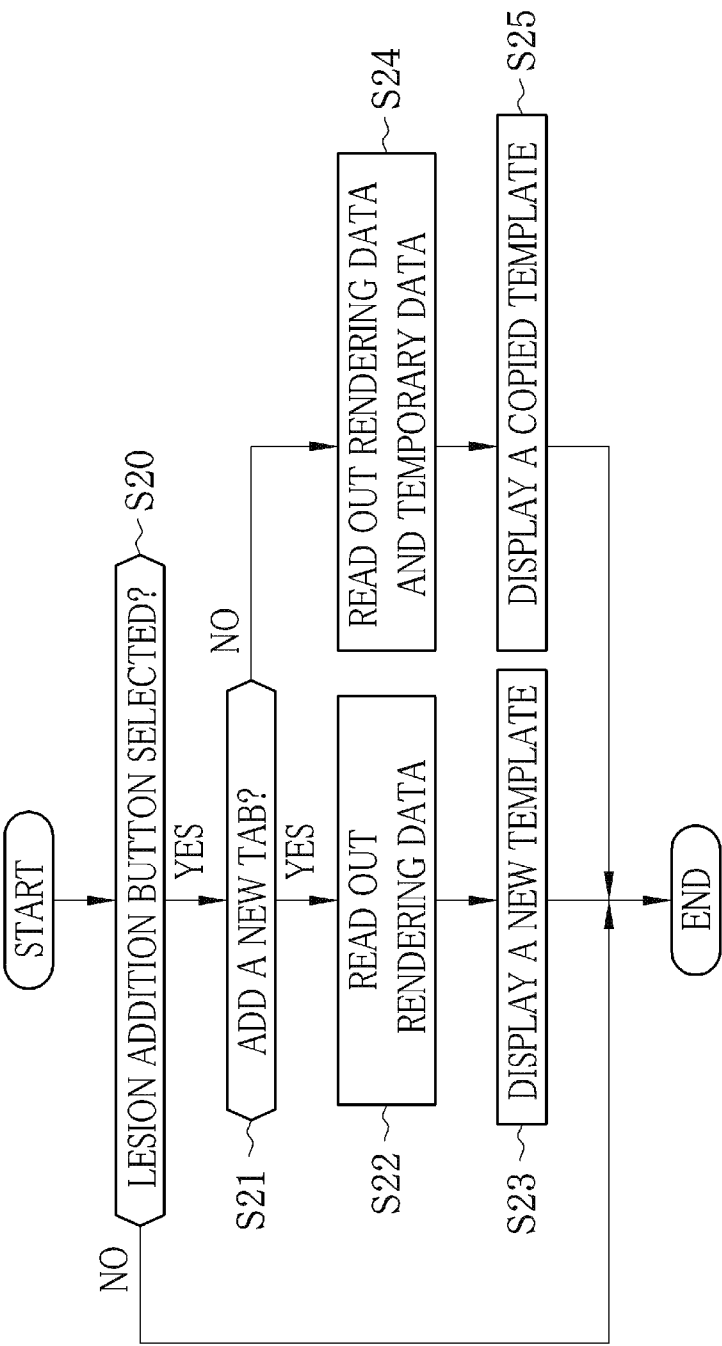 START
LESION ADDITION BUTTON SELECTED?
S20
NO
YES
ADD A NEW TAB?
S21
NO
YES
READ OUT
RENDERING DATA
S22
READ OUT RENDERING DATA
AND TEMPORARY DATA
S24
DISPLAY A NEW TEMPLATE
S23
DISPLAY A COPIED TEMPLATE
S25
END